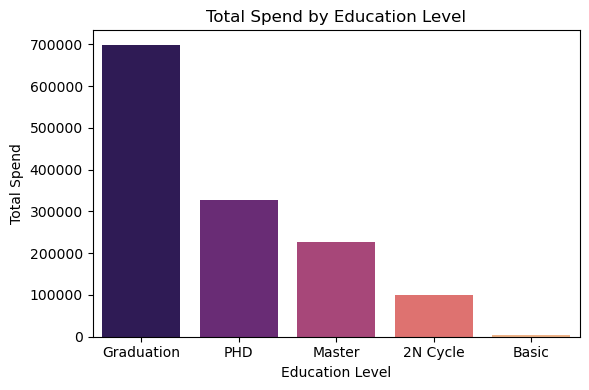 Total Spend by Education Level
Total Spend
700000
600000
500000
400000
300000
200000
100000
0
Graduation PHD Master 2N Cycle Basic
Education Level